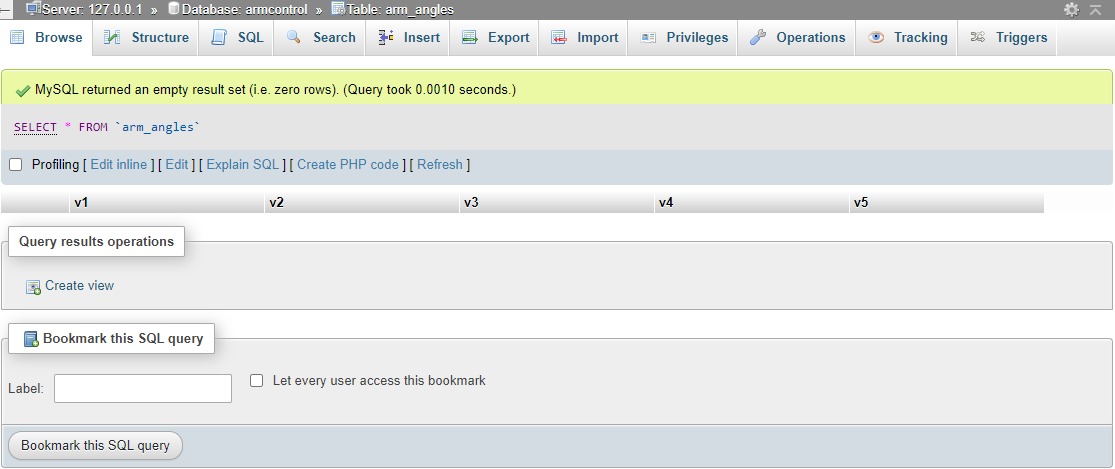 Server: 127.0.0.1 » Database: armcontrol » Table: arm_angles
Browse Structure SQL Search Insert Export Import Privileges Operations Tracking Triggers
MySQL returned an empty result set (i.e. zero rows). (Query took 0.0010 seconds.)
SELECT * FROM `arm_angles`
Profiling [ Edit inline ] [ Edit ] [ Explain SQL ] [ Create PHP code ] [ Refresh ]
v1 v2 v3 v4 v5
Query results operations
Create view
Bookmark this SQL query
Label: Let every user access this bookmark
Bookmark this SQL query